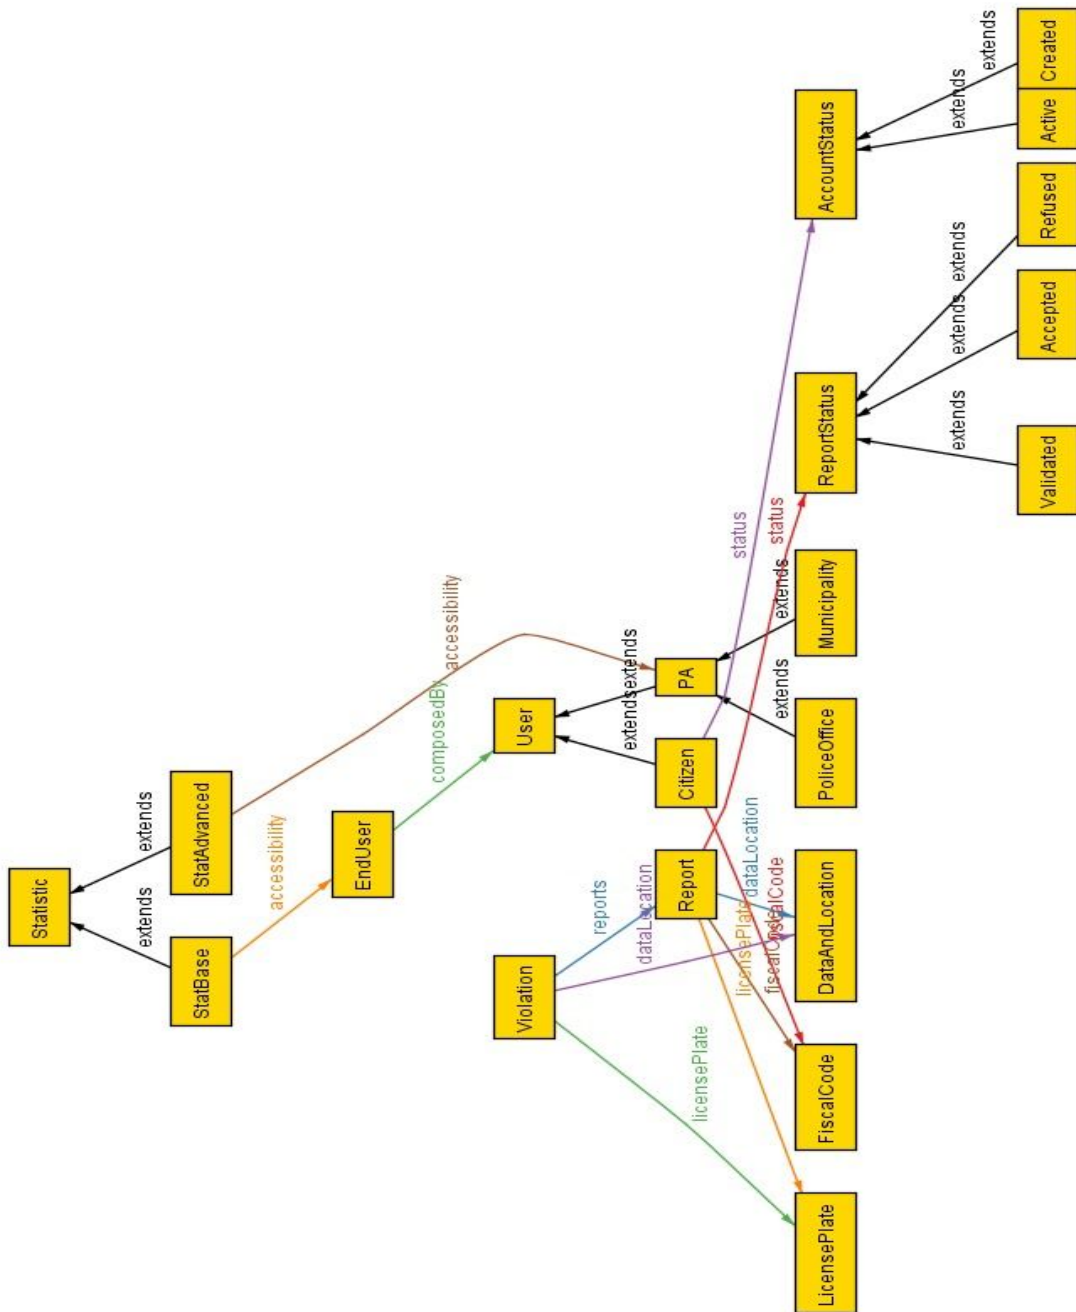 Statistic
extends
extends
StatBase
StatAdvanced
accessibility
EndUser
composedBy
accessibility
Violation
User
reports
dataLocation
extends
extends
Report
Citizen
PA
licensePlate
status
licensePlate
dataLocation
fiscalCode
fiscalCode
extends
extends
status
LicensePlate
FiscalCode
DataAndLocation
PoliceOffice
Municipality
ReportStatus
AccountStatus
extends
extends
extends
extends
extends
Validated
Accepted
Refused
Active
Created